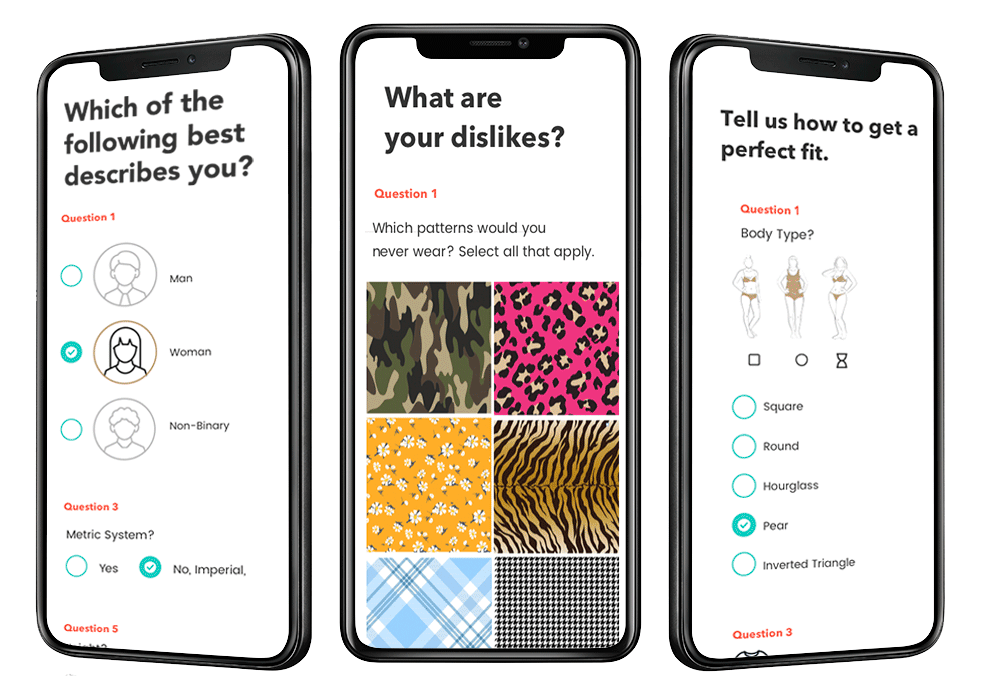 Which of the
following best
describes you?
Question 1
Man
Woman
Non-Binary
Question 3
Metric System?
Yes
No, Imperial,
Question 5
What are
your dislikes?
Question 1
Which patterns would you
never wear? Select all that apply.
Tell us how to get a
perfect fit.
Question 1
Body Type?
Square
Round
Hourglass
Pear
Inverted Triangle
Question 3